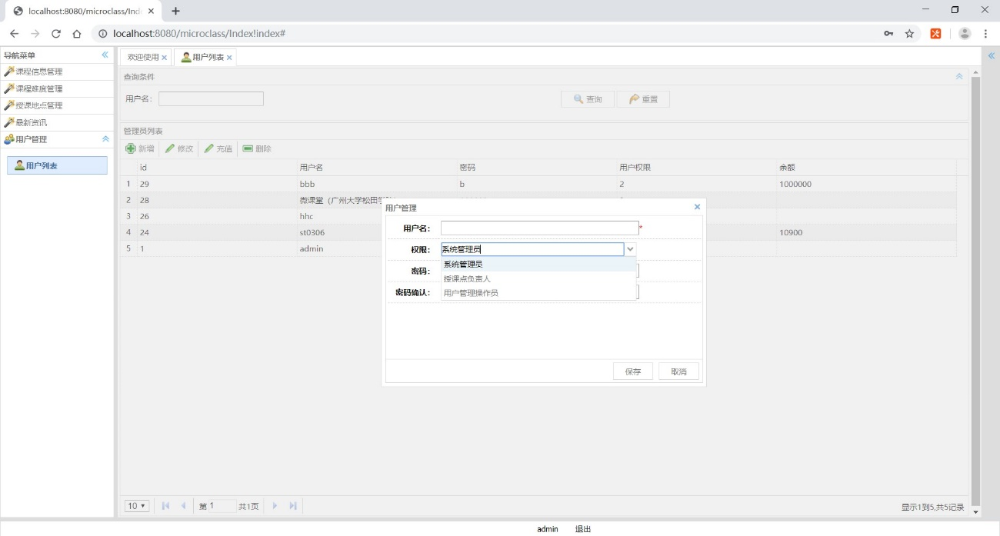 localhost:8080/microclass/Ind
localhost:8080/microclass/Index!index#
导航菜单
课程信息管理
课程难度管理
授课地点管理
最新资讯
用户管理
用户列表
欢迎使用
用户列表
查询条件
用户名:
查询
重置
管理员列表
新增 修改 充值 删除
id 用户名 密码 用户权限 余额
1 29 bbb b 2 1000000
2 28 微课堂（广州大学松田
3 26 hhc
4 24 st0306 10900
5 1 admin
用户管理
用户名: *
权限: 系统管理员
系统管理员
密码:
授课点负责人
密码确认:
用户管理操作员
保存 取消
10 第 1 共1页
显示1到5,共5记录
admin 退出